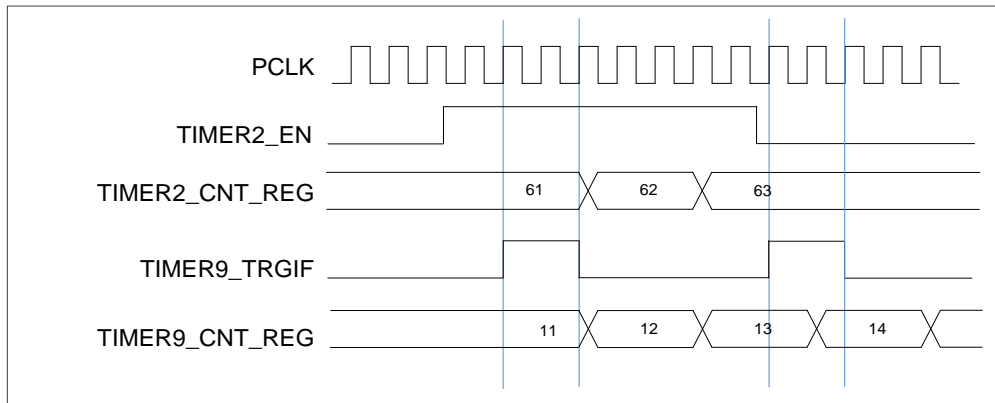 PCLK
TIMER2_EN
TIMER2_CNT_REG 61 62 63
TIMER9_TRGIF
TIMER9_CNT_REG 11 12 13 14